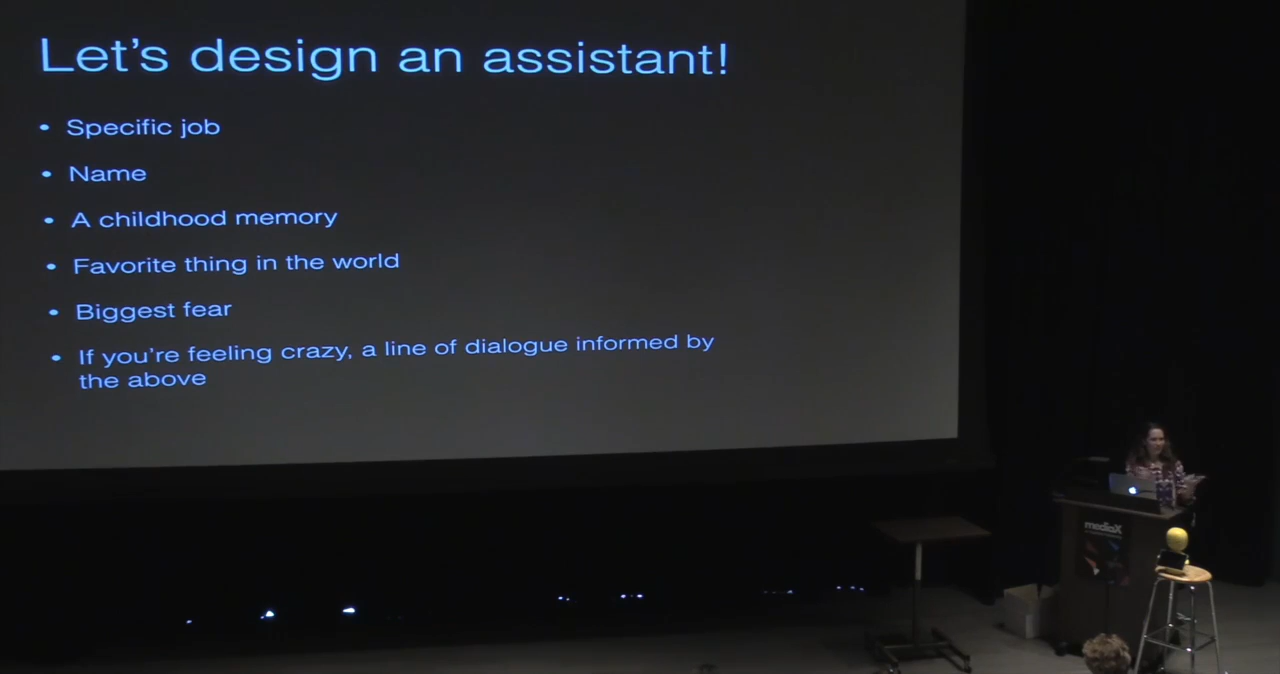 Let's design an assistant!
• Specific job
• Name
• A childhood memory
• Favorite thing in the world
• Biggest fear
• If you're feeling crazy, a line of dialogue informed by
the above
mediaX